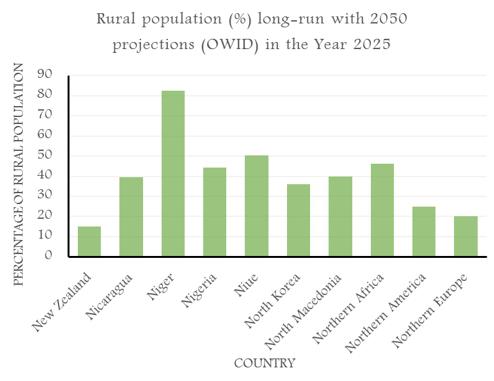 Rural population (%) long-run with 2050
projections (OWID) in the Year 2025
PERCENTAGE OF RURAL POPULATION
90
80
70
60
50
40
30
20
10
0
New Zealand
Nicaragua
Niger
Nigeria
Niue
North Korea
North Macedonia
Northern Africa
Northern America
Northern Europe
COUNTRY